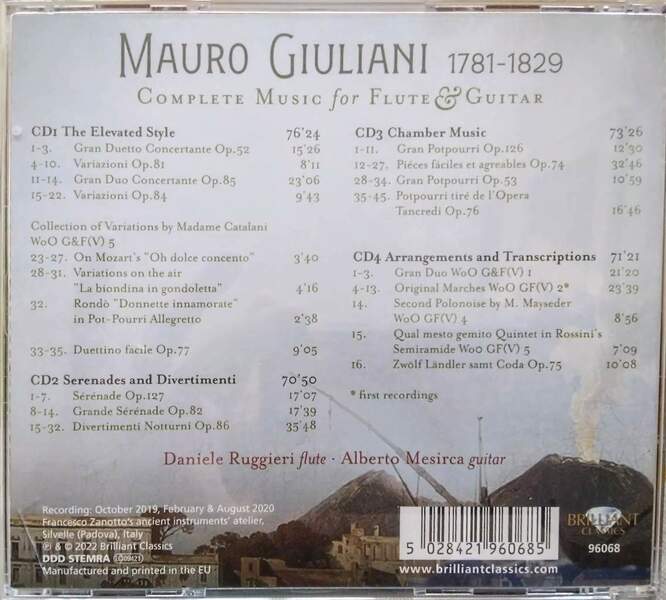 MAURO GIULIANI 1781-1829
COMPLETE MUSIC for FLUTE & GUITAR
CD1 The Elevated Style 76'24
1-3. Gran Duetto Concertante Op.52 15'26
4-10. Variazioni Op.81 8'11
11-14. Gran Duo Concertante Op.85 23'06
15-22. Variazioni Op.84 9'43
Collection of Variations by Madame Catalani
WoO G&F(V) 5
23-27. On Mozart's "Oh dolce concento" 3'40
28-31. Variations on the air
"La biondina in gondoletta" 4'16
32. Rondò "Donnette innamorate"
in Pot-Pourri Allegretto 2'38
33-35. Duettino facile Op.77 9'05
CD2 Serenades and Divertimenti 70'50
1-7. Sérénade Op.127 17'07
8-14. Grande Sérénade Op.82 17'39
15-32. Divertimenti Notturni Op.86 35'48
CD3 Chamber Music 73'26
1-11. Gran Potpourri Op.126 12'30
12-27. Piéces fáciles et agreables Op.74 32'46
28-34. Gran Potpourri Op.53 10'59
35-45. Potpourri tiré de l'Opera
Tancredi Op.76 16'46
CD4 Arrangements and Transcriptions 71'21
1-3. Gran Duo WoO G&F(V) 1 21'20
4-13. Original Marches WoO GF(V) 2* 23'39
14. Second Polonoise by M. Mayseder
WoO GF(V) 4 8'56
15. Qual mesto gemito Quintet in Rossini's
Semiramide WoO GF(V) 5 7'09
16. Zwölf Ländler samt Coda Op.75 10'08
* first recordings
Daniele Ruggieri flute · Alberto Mesirca guitar
Recording: October 2019, February & August 2020
Francesco Zanotto's ancient instruments' atelier,
Silvelle (Padova), Italy
℗ & © 2022 Brilliant Classics
DDD STEMRA
Manufactured and printed in the EU
5 028421 960685
www.brilliantclassics.com
BRILLIANT
CLASSICS
96068